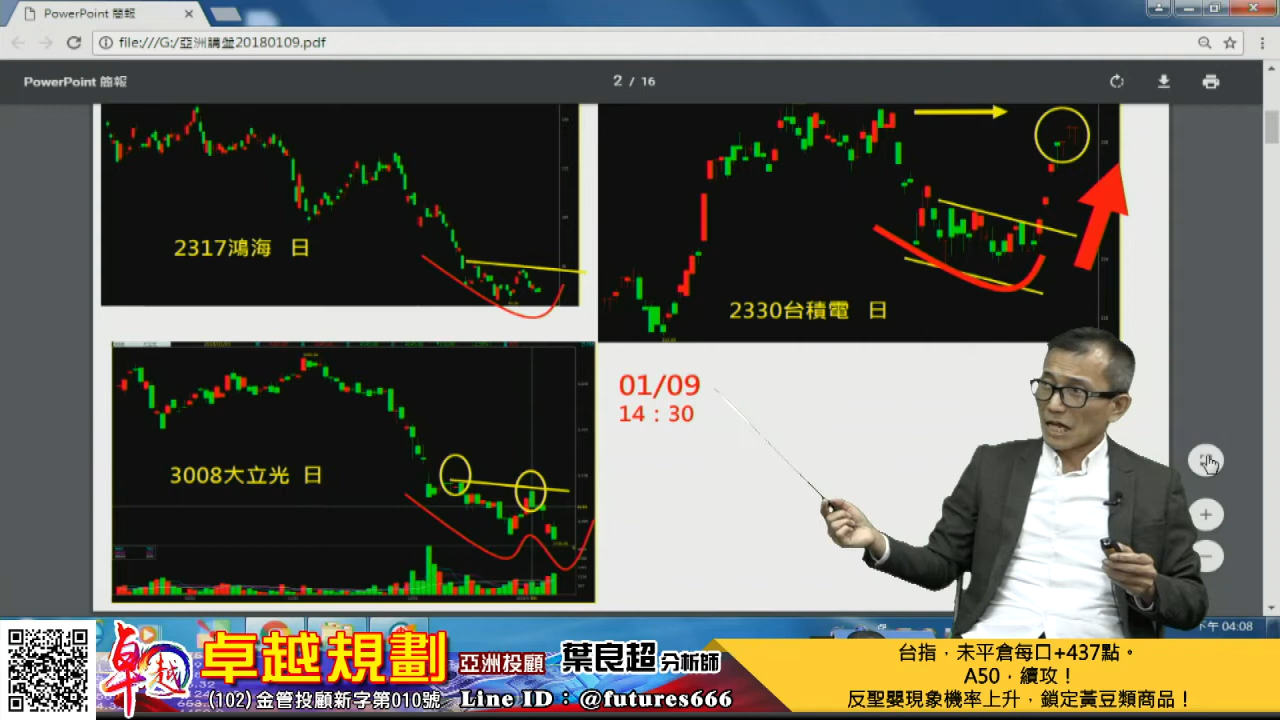 PowerPoint 簡報
file:///G:/亞洲講盤20180109.pdf
PowerPoint 簡報
2 / 16
2317鴻海 日
2330台積電 日
3008大立光 日
01/09
14：30
下午 04:08
卓越
卓越規劃
亞洲投顧
葉良超分析師
(102)金管投顧新字第010號
Line ID：@futures666
台指，未平倉每口+437點。
A50，續攻！
反聖嬰現象機率上升，鎖定黃豆類商品！